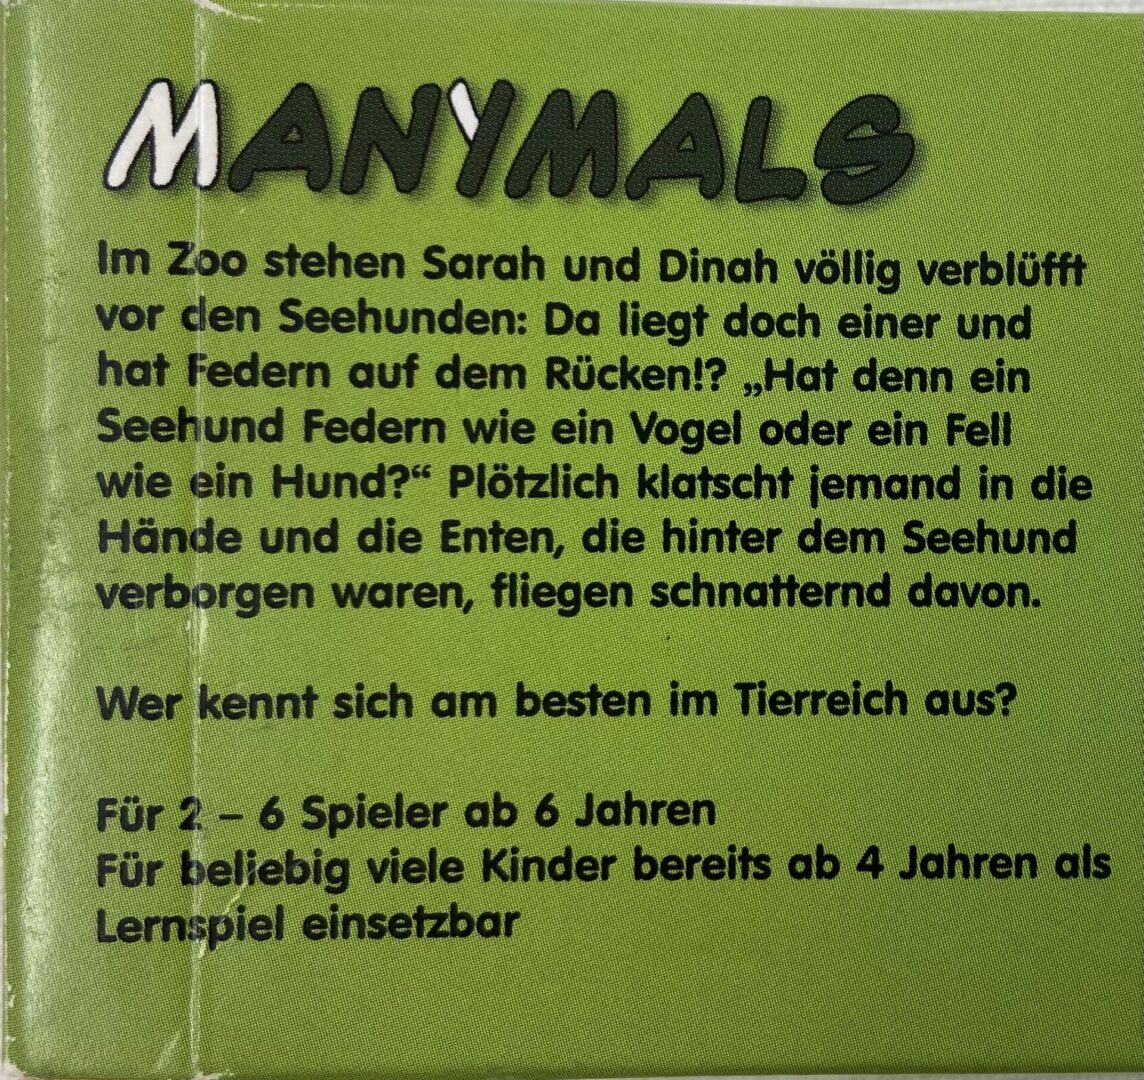 MANYMALS
Im Zoo stehen Sarah und Dinah völlig verblüfft
vor den Seehunden: Da liegt doch einer und
hat Federn auf dem Rücken!? „Hat denn ein
Seehund Federn wie ein Vogel oder ein Fell
wie ein Hund?“ Plötzlich klatscht jemand in die
Hände und die Enten, die hinter dem Seehund
verborgen waren, fliegen schnatternd davon.
Wer kennt sich am besten im Tierreich aus?
Für 2 – 6 Spieler ab 6 Jahren
Für beliebig viele Kinder bereits ab 4 Jahren als
Lernspiel einsetzbar